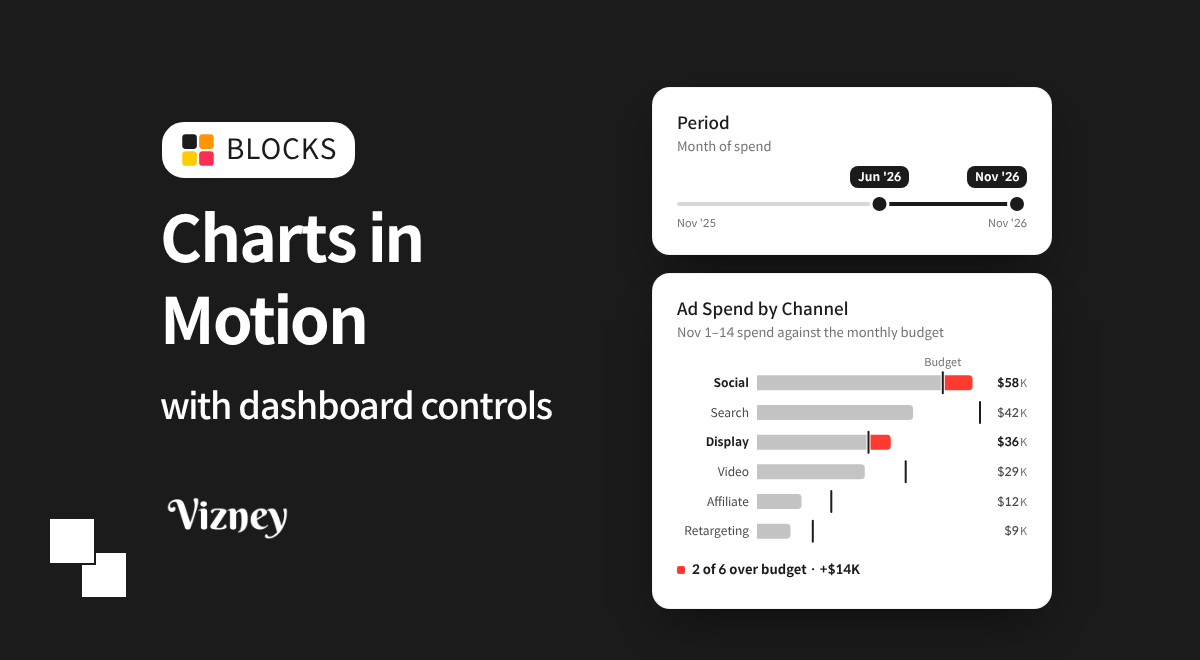 BLOCKS
Charts in
Motion
with dashboard controls
Vizney
Period
Month of spend
Jun '26 Nov '26
Nov '25 Nov '26
Ad Spend by Channel
Nov 1–14 spend against the monthly budget
Budget
Social $58K
Search $42K
Display $36K
Video $29K
Affiliate $12K
Retargeting $9K
2 of 6 over budget · +$14K